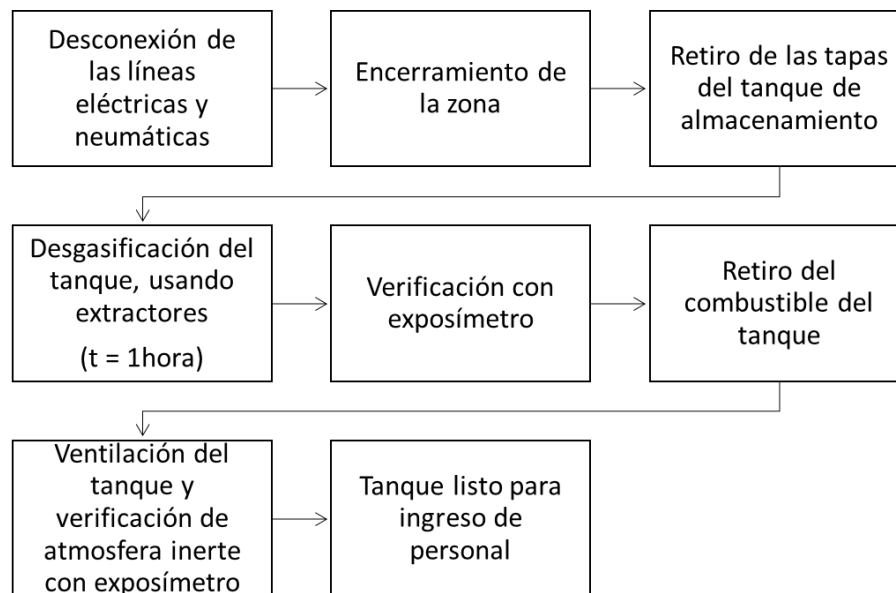 Desconexión de
las líneas
eléctricas y
neumáticas
Encerramiento de
la zona
Retiro de las tapas
del tanque de
almacenamiento
Desgasificación del
tanque, usando
extractores
(t = 1hora)
Verificación con
exposímetro
Retiro del
combustible del
tanque
Ventilación del
tanque y
verificación de
atmosfera inerte
con exposímetro
Tanque listo para
ingreso de
personal